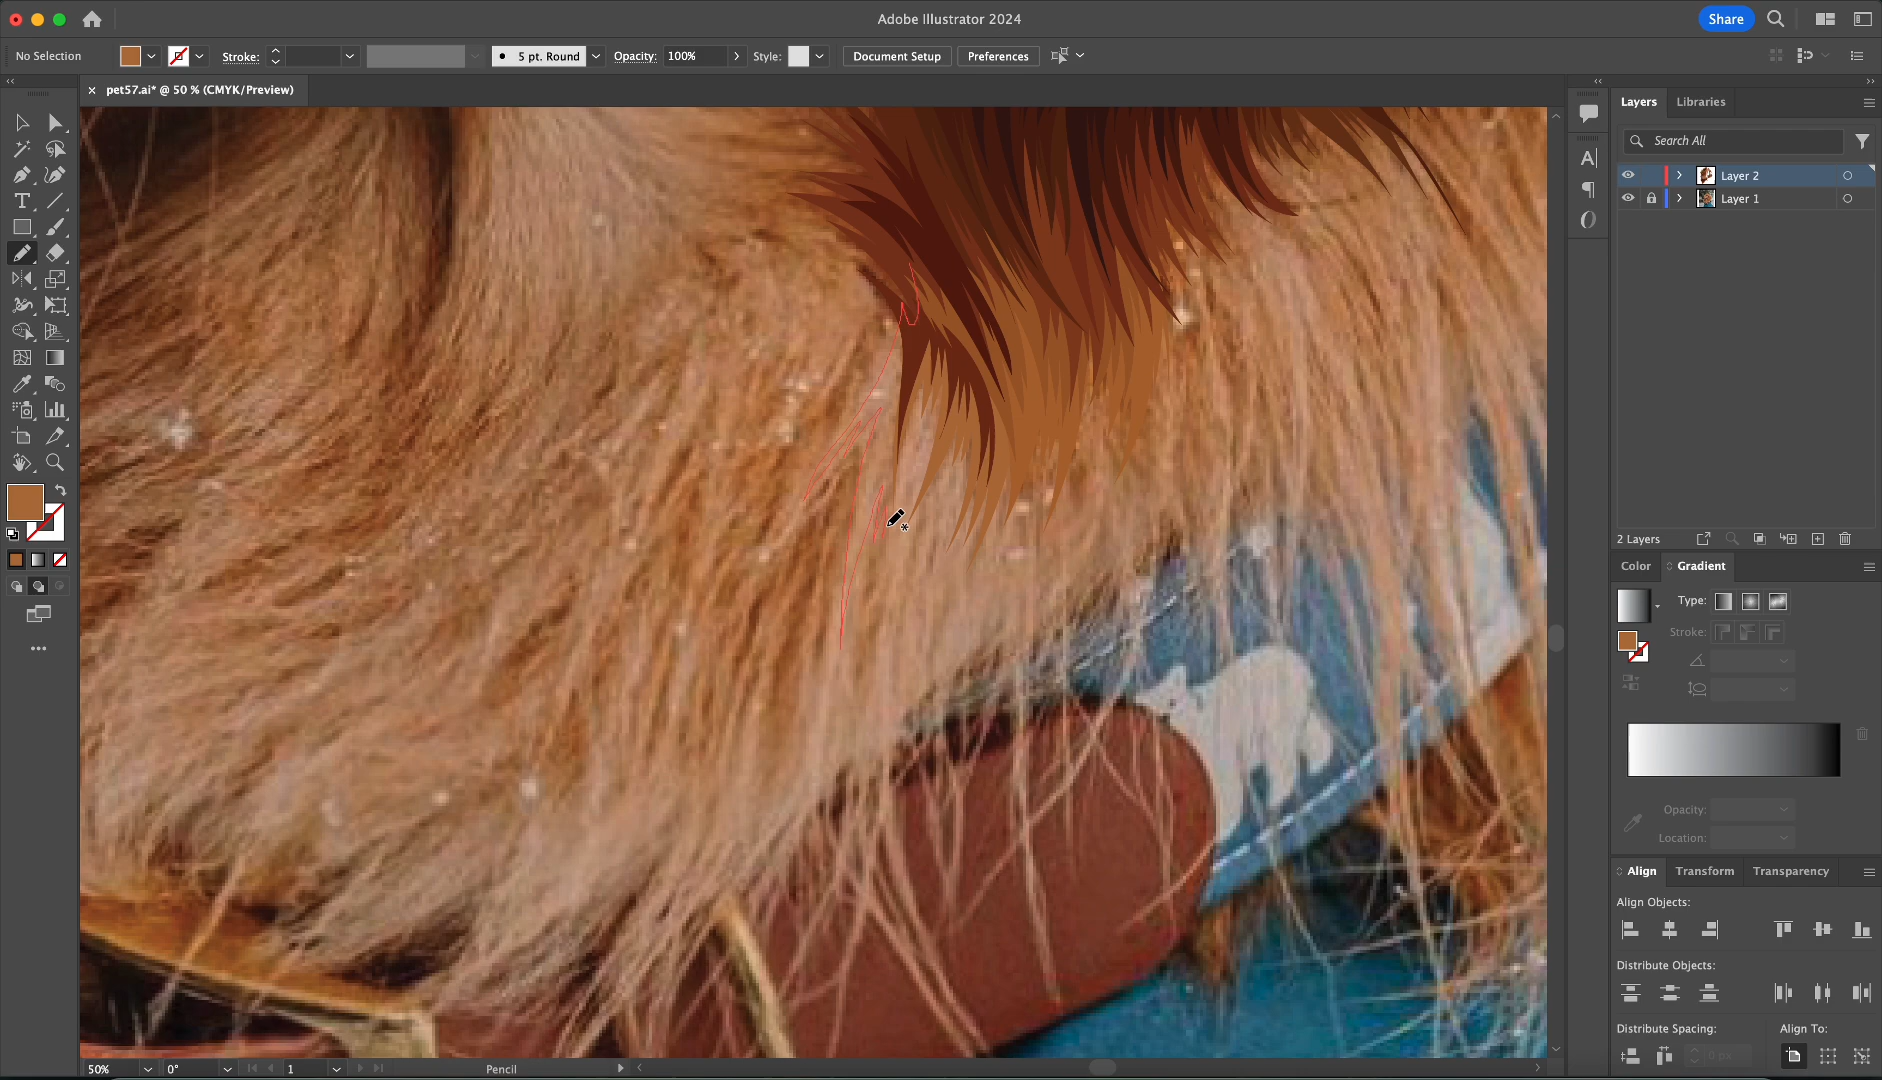 Adobe Illustrator 2024
Share
No Selection
Stroke:
5 pt. Round
Opacity: 100%
Style:
Document Setup
Preferences
pet57.ai* @ 50 % (CMYK/Preview)
Layers
Libraries
Search All
Layer 2
Layer 1
2 Layers
Color
Gradient
Type:
Stroke:
Opacity:
Location:
Align
Transform
Transparency
Align Objects:
Distribute Objects:
Distribute Spacing:
Align To:
0 px
50%
0°
1
Pencil